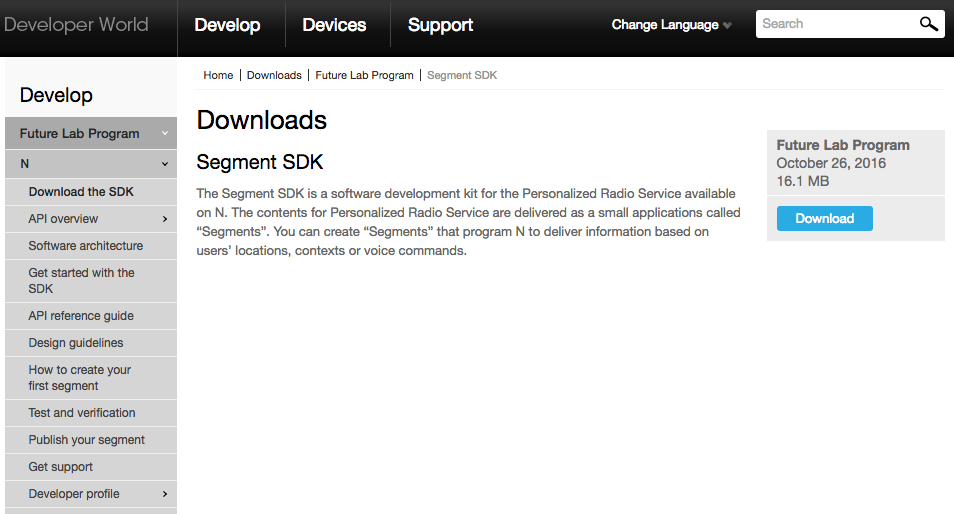 Developer World
Develop
Devices
Support
Change Language
Search
Develop
Future Lab Program
N
Download the SDK
API overview
Software architecture
Get started with the
SDK
API reference guide
Design guidelines
How to create your
first segment
Test and verification
Publish your segment
Get support
Developer profile
Home | Downloads | Future Lab Program | Segment SDK
Downloads
Segment SDK
The Segment SDK is a software development kit for the Personalized Radio Service available
on N. The contents for Personalized Radio Service are delivered as a small applications called
“Segments”. You can create “Segments” that program N to deliver information based on
users’ locations, contexts or voice commands.
Future Lab Program
October 26, 2016
16.1 MB
Download